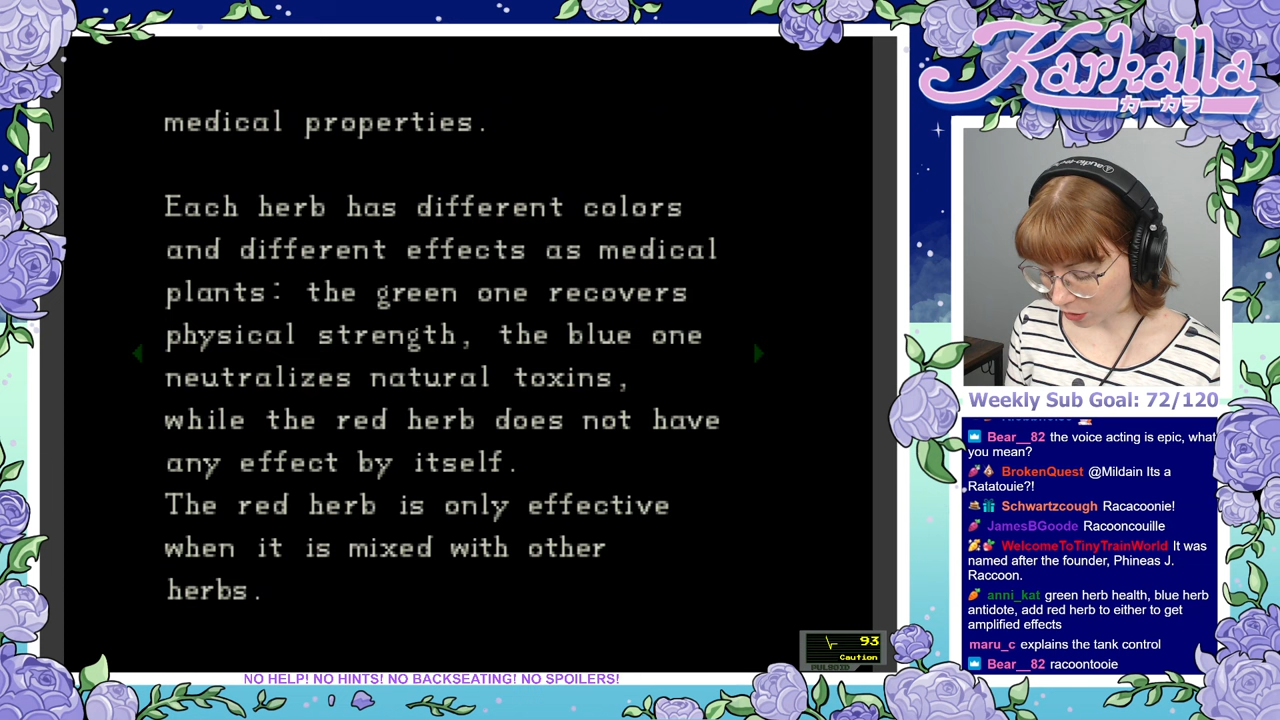 medical properties.
Each herb has different colors
and different effects as medical
plants: the green one recovers
physical strength, the blue one
neutralizes natural toxins,
while the red herb does not have
any effect by itself.
The red herb is only effective
when it is mixed with other
herbs.
93
Caution
PULSOID
NO HELP! NO HINTS! NO BACKSEATING! NO SPOILERS!
Karkalla
カーカラ
Weekly Sub Goal: 72/120
Bear__82 the voice acting is epic, what
you mean?
BrokenQuest @Mildain Its a
Ratatouie?!
Schwartzcough Racacoonie!
JamesBGoode Racooncouille
WelcomeToTinyTrainWorld It was
named after the founder, Phineas J.
Raccoon.
anni_kat green herb health, blue herb
antidote, add red herb to either to get
amplified effects
maru_c explains the tank control
Bear__82 racoontooie